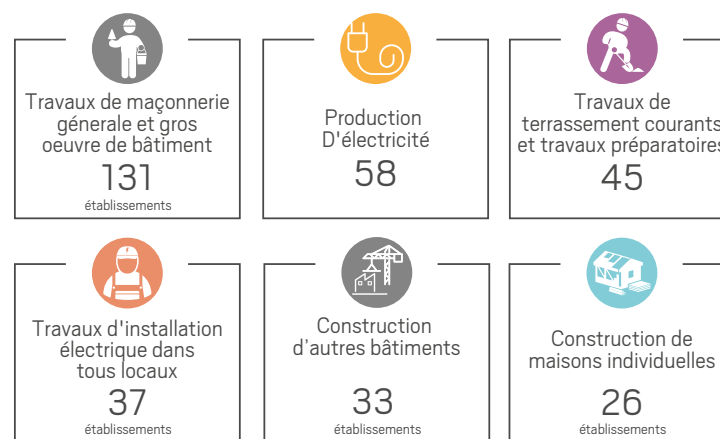 Travaux de maçonnerie
génerale et gros
oeuvre de bâtiment
131
établissements
Production
D'électricité
58
Travaux de
terrassement courants
et travaux préparatoires
45
Travaux d'installation
électrique dans
tous locaux
37
établissements
Construction
d’autres bâtiments
33
établissements
Construction de
maisons individuelles
26
établissements